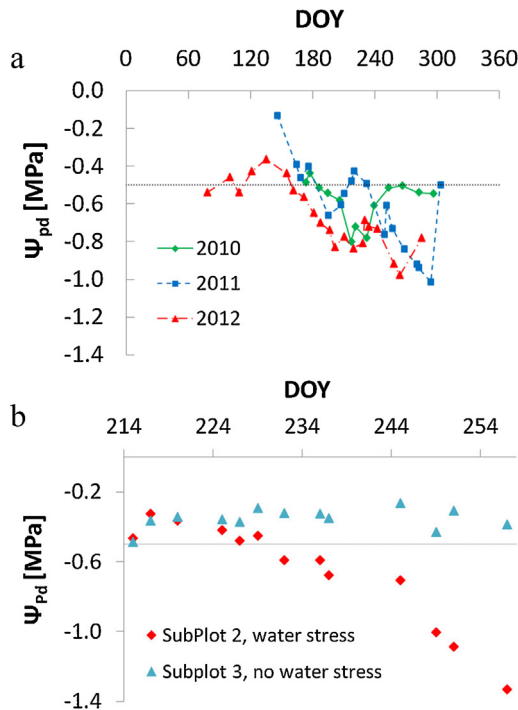 DOY
a
0 60 120 180 240 300 360
0.0
-0.2
-0.4
-0.6
-0.8
-1.0
-1.2
-1.4
Ψpd [MPa]
2010
2011
2012
DOY
b
214 224 234 244 254
-0.2
-0.6
-1.0
-1.4
ΨPd [MPa]
SubPlot 2, water stress
Subplot 3, no water stress